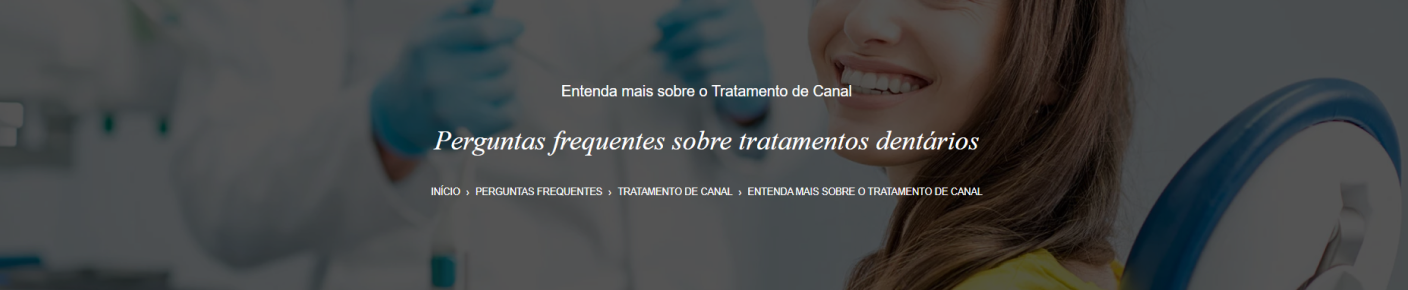 Entenda mais sobre o Tratamento de Canal
Perguntas frequentes sobre tratamentos dentários
INÍCIO › PERGUNTAS FREQUENTES › TRATAMENTO DE CANAL › ENTENDA MAIS SOBRE O TRATAMENTO DE CANAL